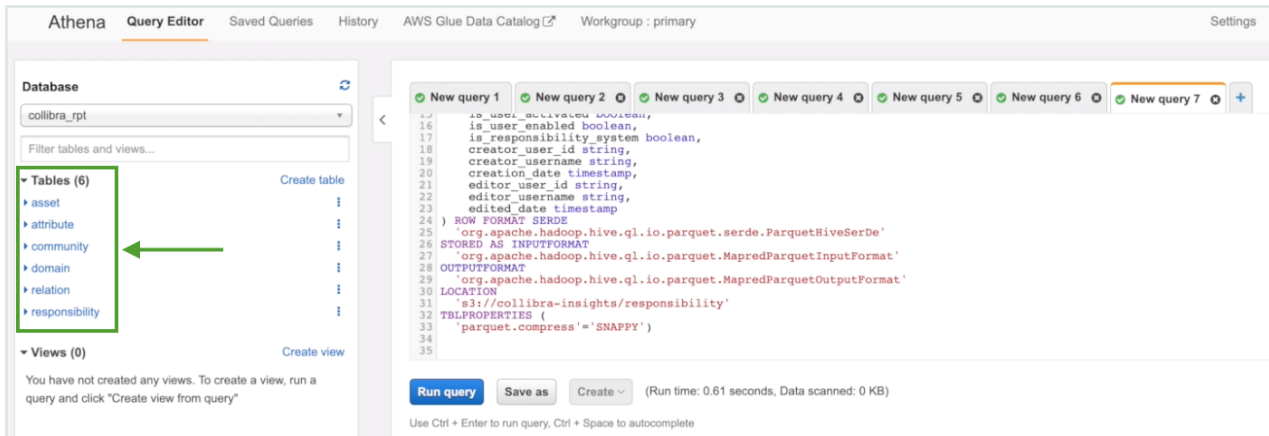 Athena Query Editor Saved Queries History AWS Glue Data Catalog Workgroup : primary Settings
Database
collibra_rpt
Filter tables and views...
Tables (6) Create table
asset
attribute
community
domain
relation
responsibility
Views (0) Create view
You have not created any views. To create a view, run a
query and click "Create view from query"
New query 1 New query 2 New query 3 New query 4 New query 5 New query 6 New query 7 +
15 is_user_activated boolean,
16 is_user_enabled boolean,
17 is_responsibility_system boolean,
18 creator_user_id string,
19 creator_username string,
20 creation_date timestamp,
21 editor_user_id string,
22 editor_username string,
23 edited_date timestamp
24 ) ROW FORMAT SERDE
25 'org.apache.hadoop.hive.ql.io.parquet.serde.ParquetHiveSerDe'
26 STORED AS INPUTFORMAT
27 'org.apache.hadoop.hive.ql.io.parquet.MapredParquetInputFormat'
28 OUTPUTFORMAT
29 'org.apache.hadoop.hive.ql.io.parquet.MapredParquetOutputFormat'
30 LOCATION
31 's3://collibra-insights/responsibility'
32 TBLPROPERTIES (
33 'parquet.compress'='SNAPPY')
34
35
Run query Save as Create (Run time: 0.61 seconds, Data scanned: 0 KB)
Use Ctrl + Enter to run query, Ctrl + Space to autocomplete